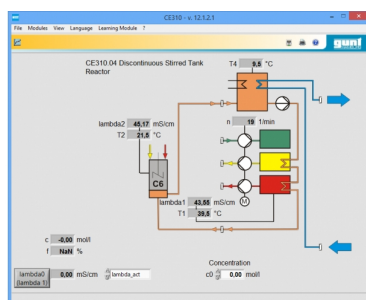 CE310 - v. 12.1.2.1
File Modules View Language Learning Module ?
gunt
CE310.04 Discontinuous Stirred Tank
Reactor
T4 9,5 °C
n 19 1/min
lambda2 45,17 mS/cm
T2 21,5 °C
C6
lambda1 43,55 mS/cm
T1 39,5 °C
M
c -0,00 mol/l
f NaN %
lambda0
(lambda 1)
0,00 mS/cm
lambda_act
Concentration
c0 0,00 mol/l